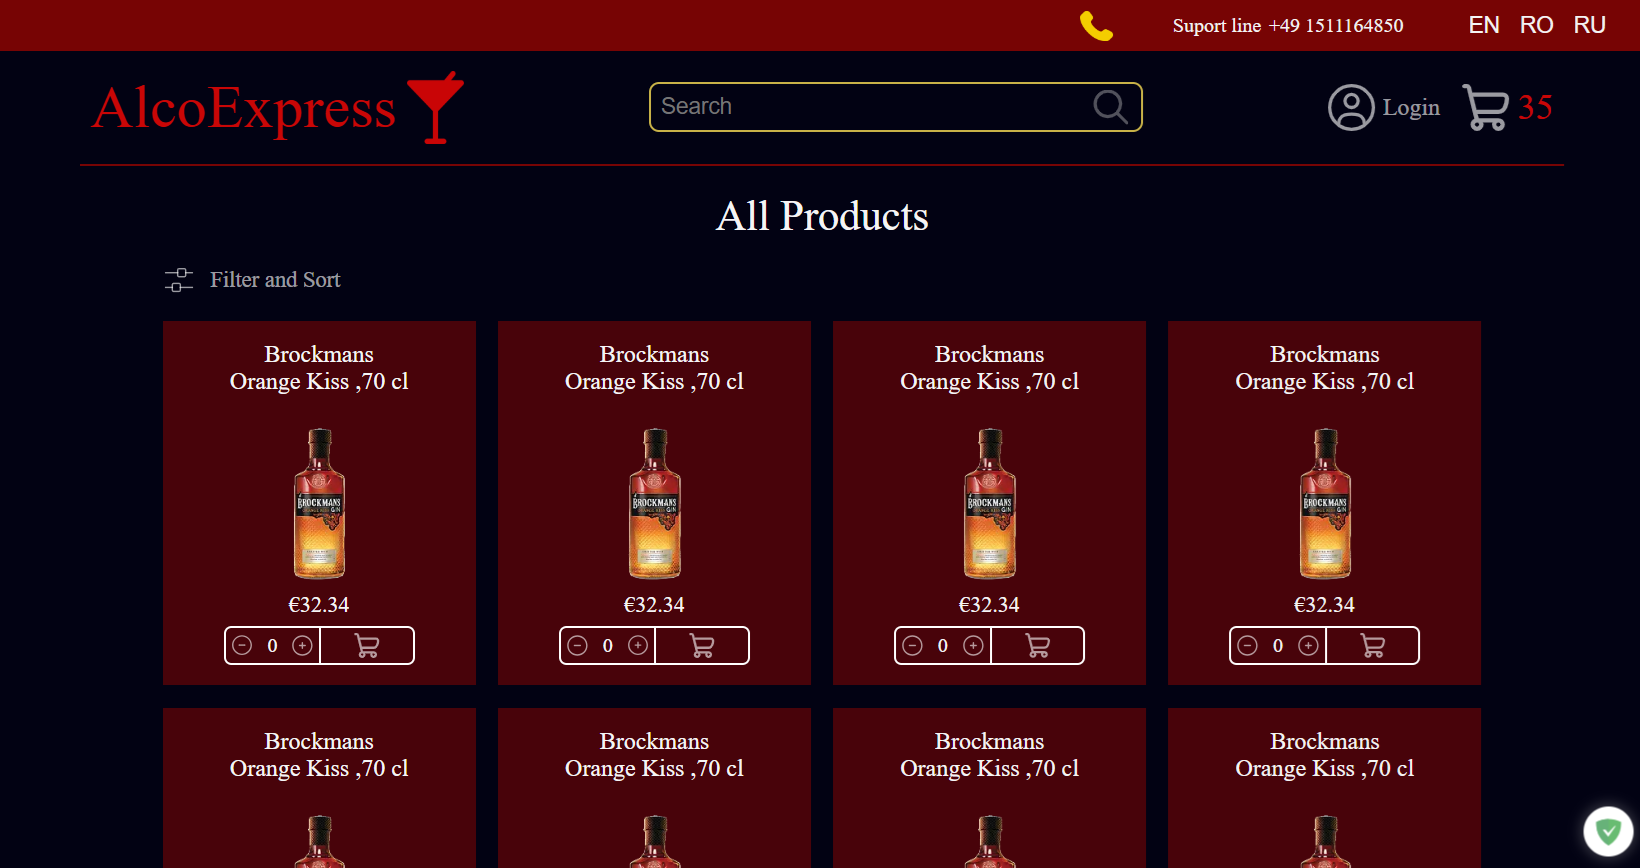 Suport line +49 1511164850 EN RO RU
AlcoExpress Search Login 35
All Products
Filter and Sort
Brockmans Brockmans Brockmans Brockmans
Orange Kiss ,70 cl Orange Kiss ,70 cl Orange Kiss ,70 cl Orange Kiss ,70 cl
BROCKMANS BROCKMANS BROCKMANS BROCKMANS
GIN GIN GIN GIN
€32.34 €32.34 €32.34 €32.34
0 0 0 0
Brockmans Brockmans Brockmans Brockmans
Orange Kiss ,70 cl Orange Kiss ,70 cl Orange Kiss ,70 cl Orange Kiss ,70 cl